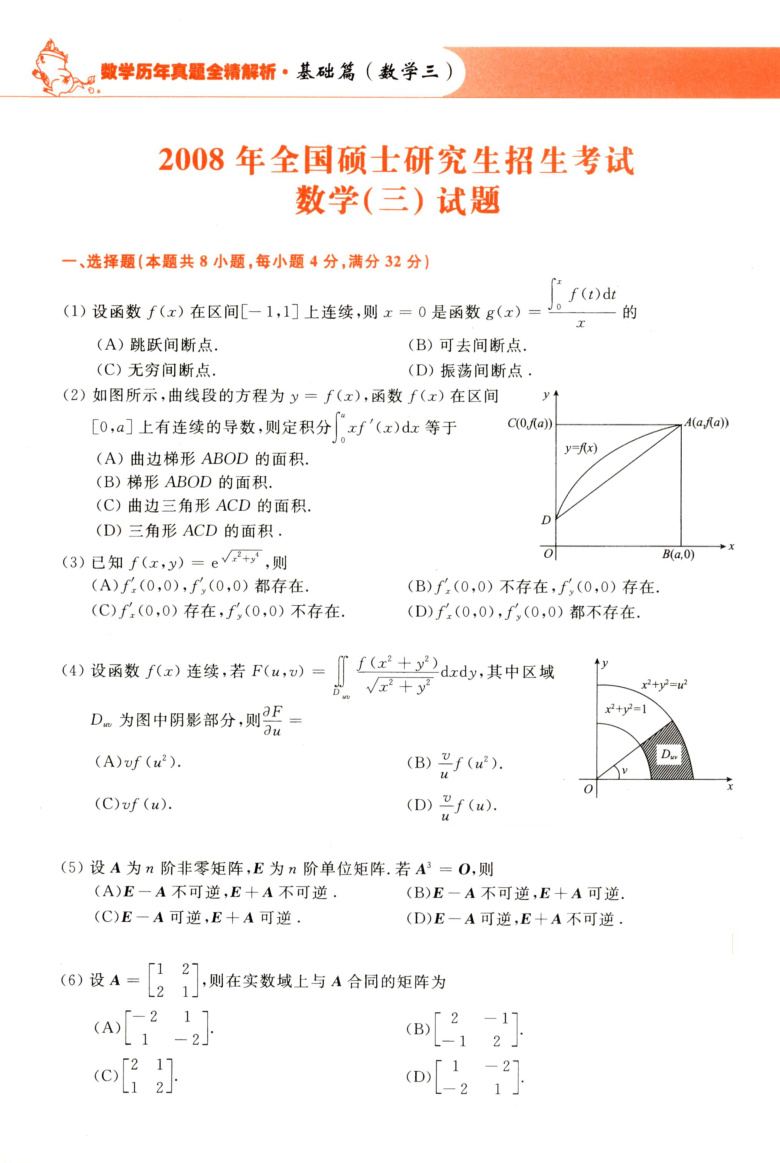 数学历年真题全精解析·基础篇(数学三)
2008年全国硕士研究生招生考试
数学(三)试题
一、选择题(本题共8小题,每小题4分,满分32分)
(1) 设函数 f(x) 在区间[-1,1]上连续,则 x = 0 是函数 g(x) = ∫₀ˣ f(t)dt / x 的
(A) 跳跃间断点. (B) 可去间断点.
(C) 无穷间断点. (D) 振荡间断点.
(2) 如图所示,曲线段的方程为 y = f(x),函数 f(x) 在区间
[0,a]上有连续的导数,则定积分∫₀ᵃ xf′(x)dx 等于
(A) 曲边梯形 ABOD 的面积.
(B) 梯形 ABOD 的面积.
(C) 曲边三角形 ACD 的面积.
(D) 三角形 ACD 的面积.
y
C(0,f(a)) A(a,f(a))
y=f(x)
D
O B(a,0) x
(3) 已知 f(x,y) = e^√(x²+y⁴),则
(A) f′ₓ(0,0),f′ᵧ(0,0) 都存在. (B) f′ₓ(0,0) 不存在,f′ᵧ(0,0) 存在.
(C) f′ₓ(0,0) 存在,f′ᵧ(0,0) 不存在. (D) f′ₓ(0,0),f′ᵧ(0,0) 都不存在.
(4) 设函数 f(x) 连续,若 F(u,v) = ∬_{D_{uv}} f(x²+y²)/√(x²+y²) dxdy,其中区域
D_{uv} 为图中阴影部分,则 ∂F/∂u =
(A) vf(u²). (B) v/u f(u²).
(C) vf(u). (D) v/u f(u).
y
x²+y²=u²
x²+y²=1
D_{uv}
v
O x
(5) 设 A 为 n 阶非零矩阵,E 为 n 阶单位矩阵.若 A³ = O,则
(A) E-A 不可逆,E+A 不可逆. (B) E-A 不可逆,E+A 可逆.
(C) E-A 可逆,E+A 可逆. (D) E-A 可逆,E+A 不可逆.
(6) 设 A = [1 2; 2 1],则在实数域上与 A 合同的矩阵为
(A) [-2 1; 1 -2]. (B) [2 -1; -1 2].
(C) [2 1; 1 2]. (D) [1 -2; -2 1].